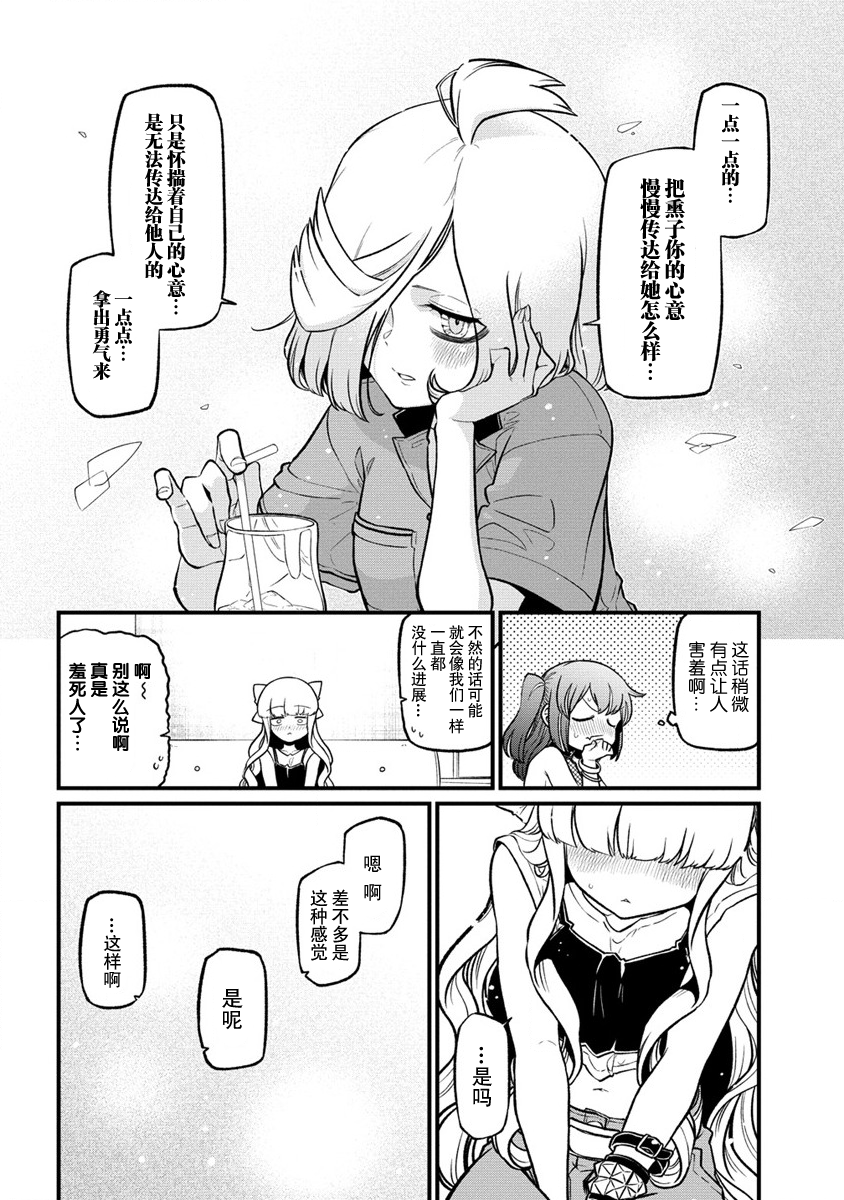 一点一点的…
把熏子你的心意
慢慢传达给她怎么样…
只是怀揣着自己的心意…
是无法传达给他人的
一点点…
拿出勇气来
这话稍微
有点让人
害羞啊…
不然的话可能
就会像我们一样
一直都
没什么进展…
啊～
别这么说啊
真是
羞死人了…
…是吗
嗯 啊
差不多是
这种感觉
是呢
…这样啊